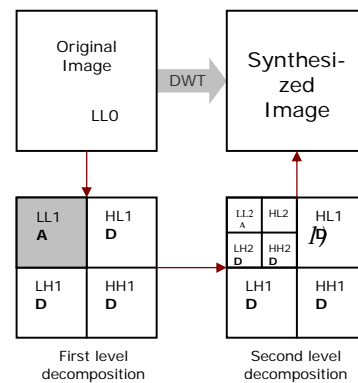 Original
Image
LL0
DWT
Synthesi-
zed
Image
LL1
A
HL1
D
LH1
D
HH1
D
LL2
A
HL2
LH2
D
HH2
D
HL1
D
1)
LH1
D
HH1
D
First level
decomposition
Second level
decomposition